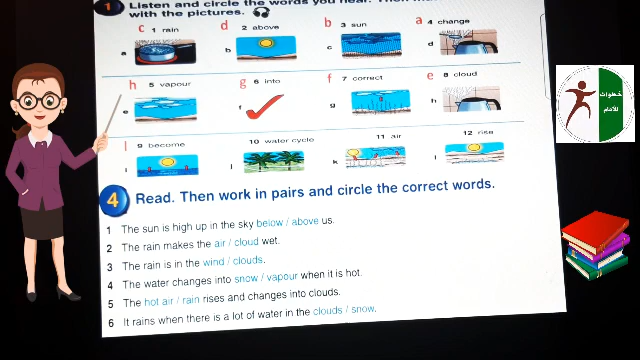 1 Listen and circle the words you hear. Then
with the pictures.
c 1 rain d 2 above b 3 sun a 4 change
a b c d
h 5 vapour g 6 into f 7 correct e 8 cloud
e f g h
9 become 10 water cycle 11 air 12 rise
i j k l
4 Read. Then work in pairs and circle the correct words.
1 The sun is high up in the sky below / above us.
2 The rain makes the air / cloud wet.
3 The rain is in the wind / clouds.
4 The water changes into snow / vapour when it is hot.
5 The hot air / rain rises and changes into clouds.
6 It rains when there is a lot of water in the clouds / snow.
خطوات
للأمام